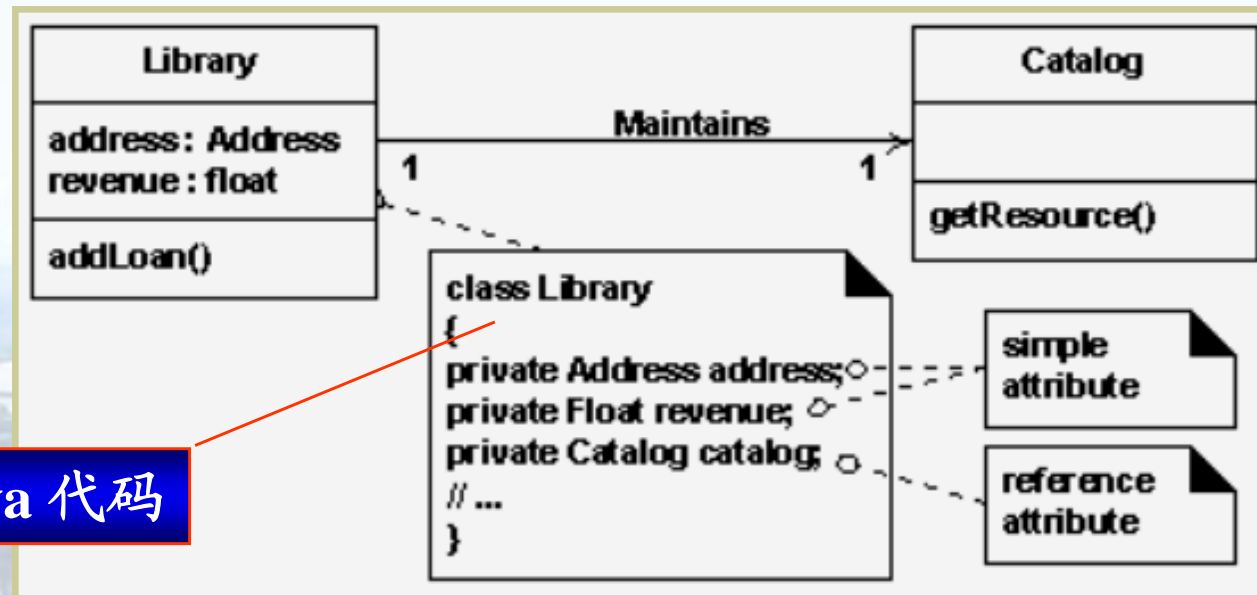 Library
address: Address
revenue : float
addLoan()
Maintains
1
1
Catalog
getResource()
class Library
{
private Address address;
private Float revenue;
private Catalog catalog;
// ...
}
simple
attribute
reference
attribute
代码